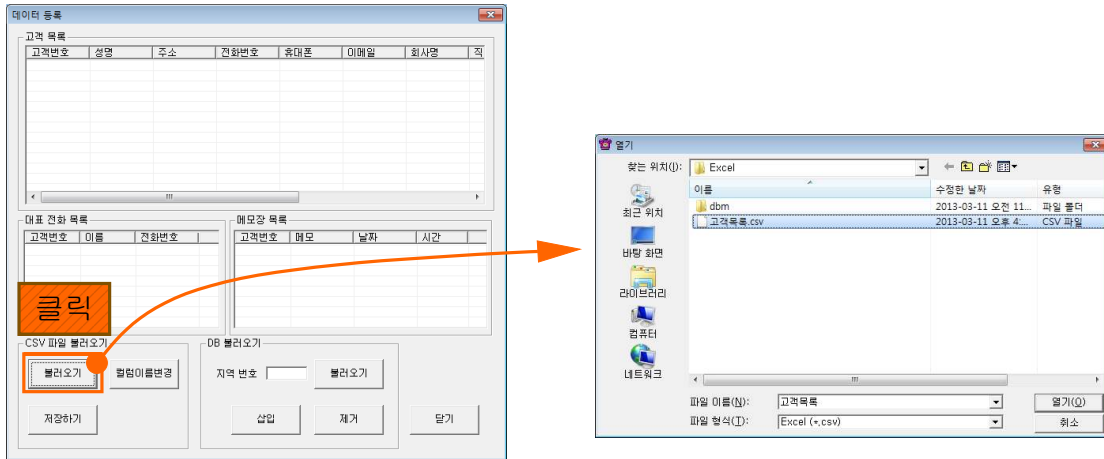 데이터 등록
고객 목록
고객번호 성명 주소 전화번호 휴대폰 이메일 회사명 직
대표 전화 목록
고객번호 이름 전화번호
메모장 목록
고객번호 메모 날짜 시간
클릭
CSV 파일 불러오기
불러오기 컬럼이름변경
저장하기
DB 불러오기
지역 번호 불러오기
삽입 제거 닫기
열기
찾는 위치(I): Excel
이름 수정한 날짜 유형
dbm 2013-03-11 오전 11... 파일 폴더
고객목록.csv 2013-03-11 오후 4:... CSV 파일
최근 위치
바탕 화면
라이브러리
컴퓨터
네트워크
파일 이름(N): 고객목록 열기(O)
파일 형식(T): Excel (*.csv) 취소